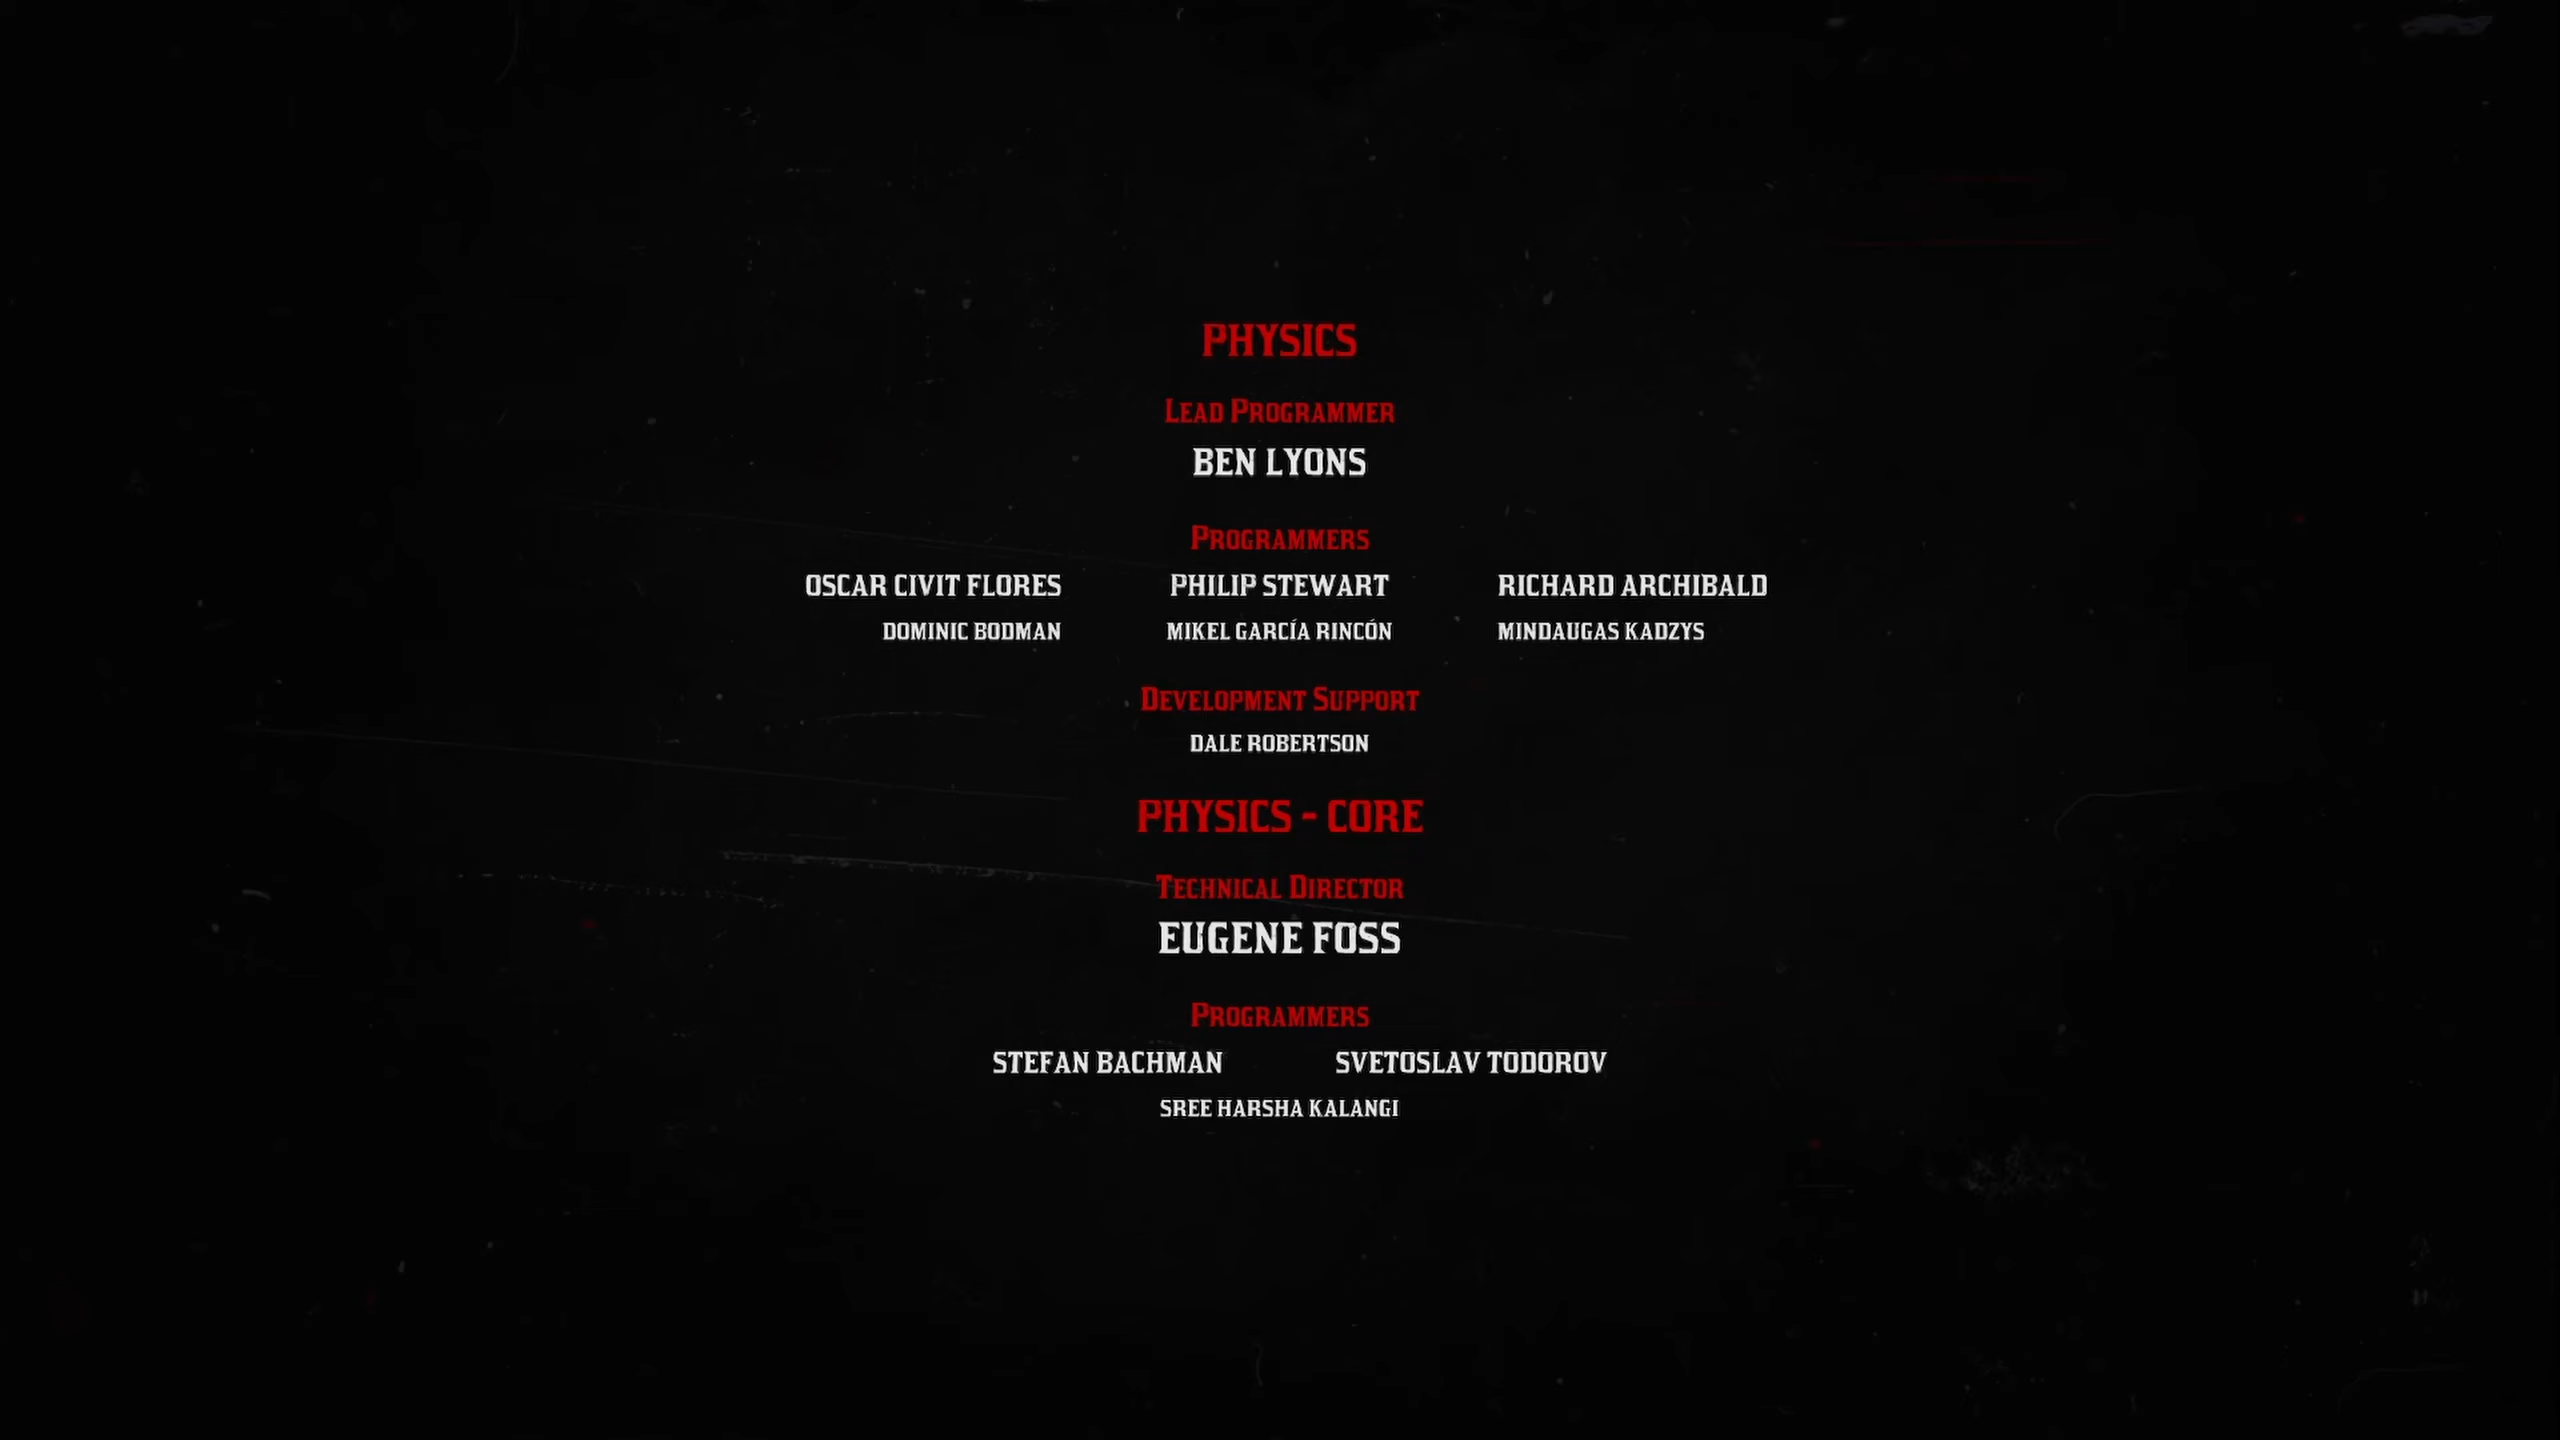 PHYSICS
LEAD PROGRAMMER
BEN LYONS
PROGRAMMERS
OSCAR CIVIT FLORES PHILIP STEWART RICHARD ARCHIBALD
DOMINIC BODMAN MIKEL GARCÍA RINCÓN MINDAUGAS KADZYS
DEVELOPMENT SUPPORT
DALE ROBERTSON
PHYSICS - CORE
TECHNICAL DIRECTOR
EUGENE FOSS
PROGRAMMERS
STEFAN BACHMAN SVETOSLAV TODOROV
SREE HARSHA KALANGI